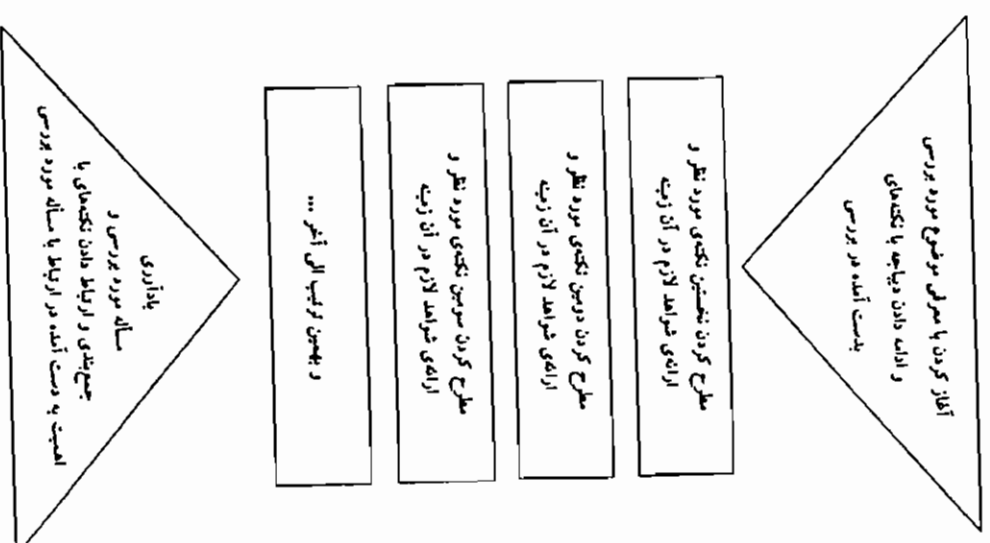 آغاز کردن با معرفی موضوع مورد بررسی
و ادامه دادن دیباجه با نکته‌های
بدست آمده در بررسی
مطرح کردن نخستین نکته‌ی مورد نظر و
ارائه‌ی شواهد لازم در آن زمینه
مطرح کردن دومین نکته‌ی مورد نظر و
ارائه‌ی شواهد لازم در آن زمینه
مطرح کردن سومین نکته‌ی مورد نظر و
ارائه‌ی شواهد لازم در آن زمینه
و بهمین ترتیب الی آخر ...
یادآوری
مسأله مورد بررسی و
جمع‌بندی و ارتباط دادن نکته‌های با
اهمیت به دست آمده در ارتباط با مسأله مورد بررسی